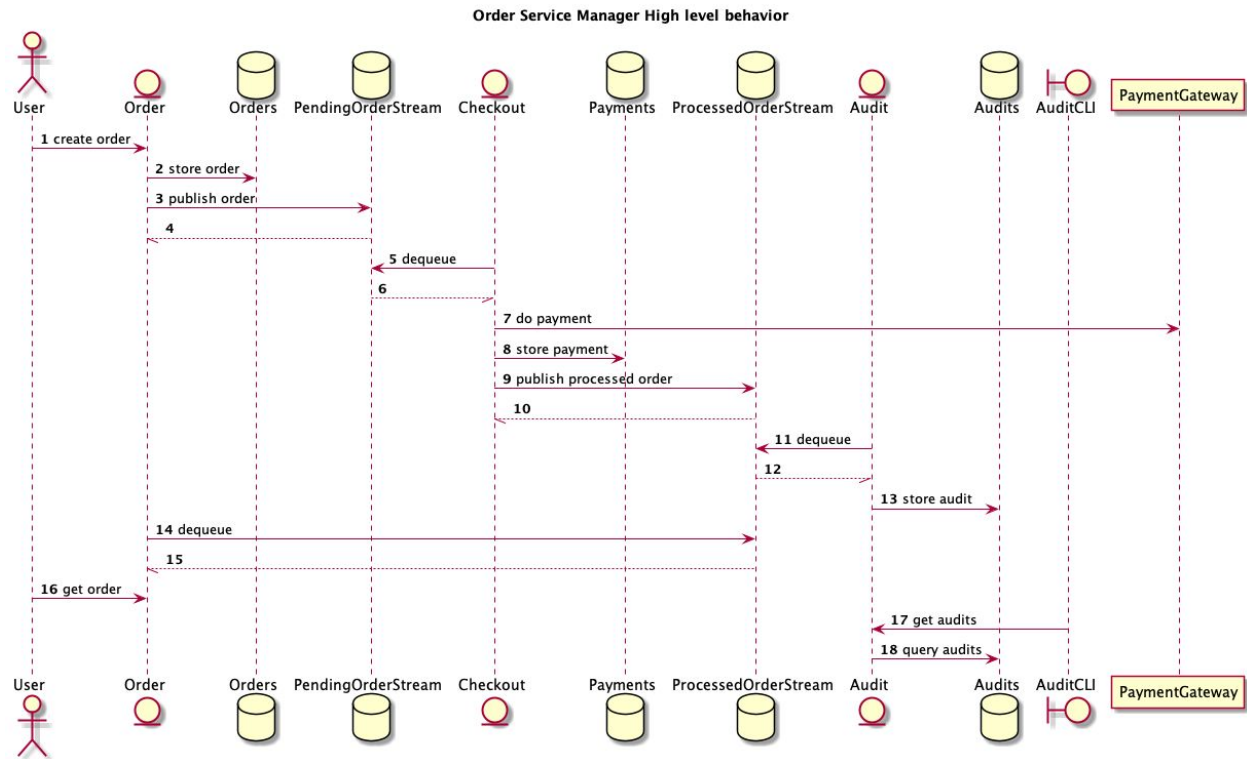 Order Service Manager High level behavior
User Order Orders PendingOrderStream Checkout Payments ProcessedOrderStream Audit Audits AuditCLI PaymentGateway
1 create order
2 store order
3 publish order
4
5 dequeue
6
7 do payment
8 store payment
9 publish processed order
10
11 dequeue
12
13 store audit
14 dequeue
15
16 get order
17 get audits
18 query audits
User Order Orders PendingOrderStream Checkout Payments ProcessedOrderStream Audit Audits AuditCLI PaymentGateway